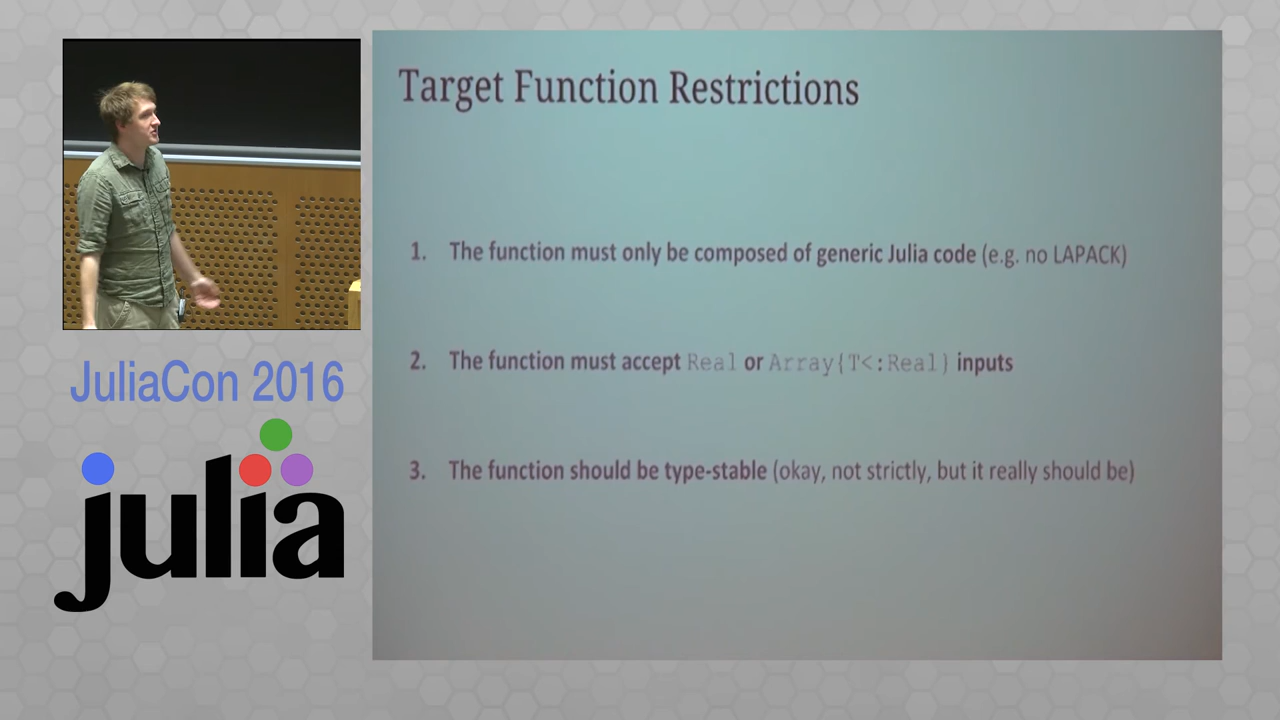 Target Function Restrictions
1. The function must only be composed of generic Julia code (e.g. no LAPACK)
2. The function must accept Real or Array{T<:Real} inputs
3. The function should be type-stable (okay, not strictly, but it really should be)
JuliaCon 2016
julia